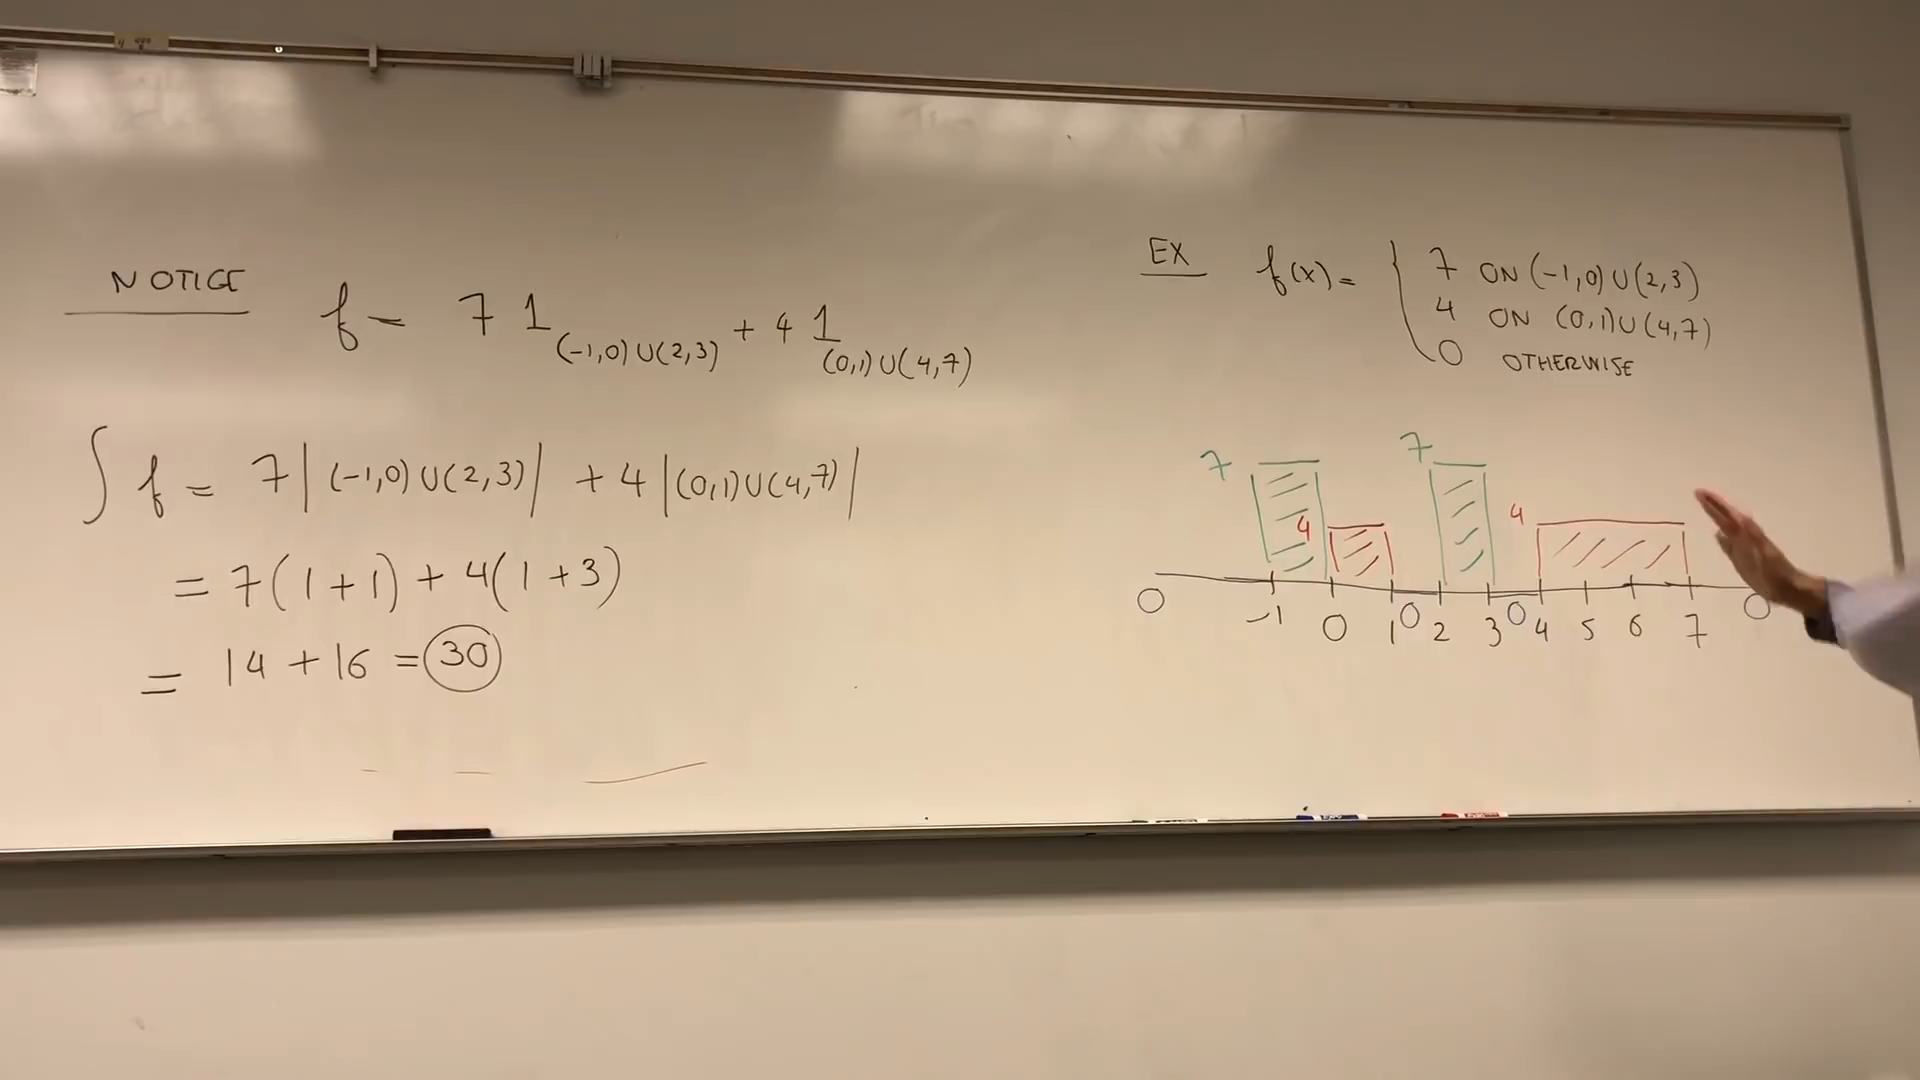 NOTICE
f = 7 1_{(-1,0)∪(2,3)} + 4 1_{(0,1)∪(4,7)}
∫ f = 7|(-1,0)∪(2,3)| + 4|(0,1)∪(4,7)|
= 7(1+1) + 4(1+3)
= 14 + 16 = 30
EX f(x) = { 7 ON (-1,0)∪(2,3)
4 ON (0,1)∪(4,7)
0 OTHERWISE
7 7
4 4
0 0 0 0
-1 0 1 2 3 4 5 6 7